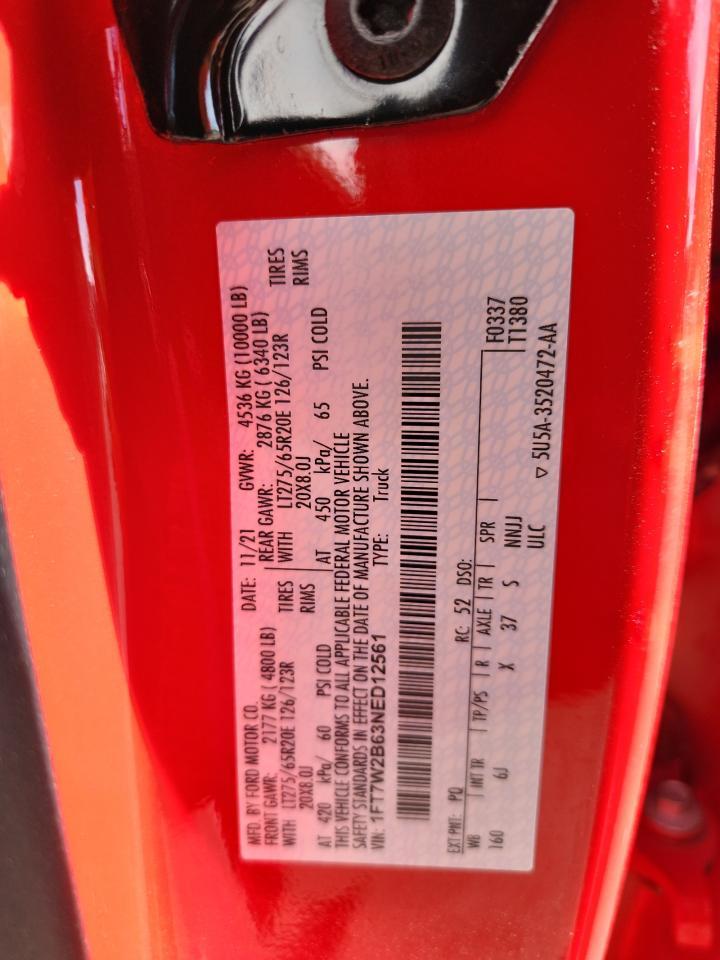 MFD. BY FORD MOTOR CO. DATE: 11/21 GVWR: 4536 KG (10000 LB)
FRONT GAWR: 2177 KG ( 4800 LB) REAR GAWR: 2876 KG ( 6340 LB)
WITH LT275/65R20E 126/123R TIRES WITH LT275/65R20E 126/123R TIRES
20X8.0J RIMS 20X8.0J RIMS
AT 420 kPa/ 60 PSI COLD AT 450 kPa/ 65 PSI COLD
THIS VEHICLE CONFORMS TO ALL APPLICABLE FEDERAL MOTOR VEHICLE
SAFETY STANDARDS IN EFFECT ON THE DATE OF MANUFACTURE SHOWN ABOVE.
VIN: 1FT7W2B63NED12561 TYPE: Truck
EXT PNT: PQ RC: 52 DSO: F0337
WB INT TR TP/PS R AXLE TR SPR T1380
160 6J X 37 S NNJJ
ULC ▽ 5U5A-3520472-AA